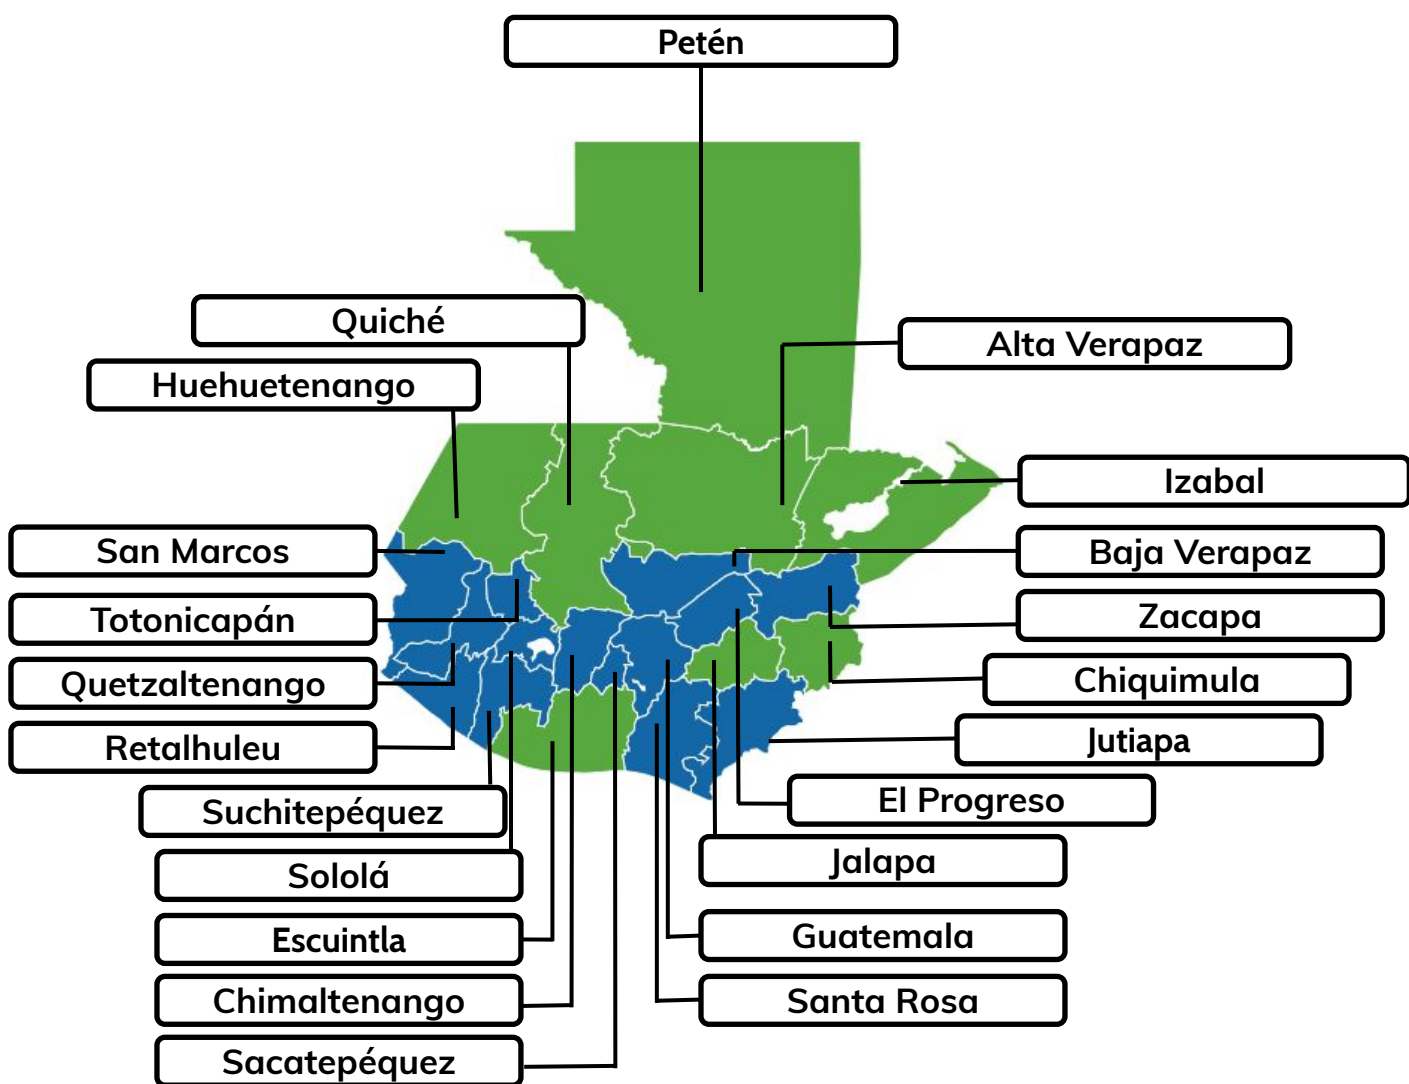 Petén
Quiché
Alta Verapaz
Huehuetenango
Izabal
San Marcos
Baja Verapaz
Totonicapán
Zacapa
Quetzaltenango
Chiquimula
Retalhuleu
Jutiapa
Suchitepéquez
El Progreso
Sololá
Jalapa
Escuintla
Guatemala
Chimaltenango
Santa Rosa
Sacatepéquez